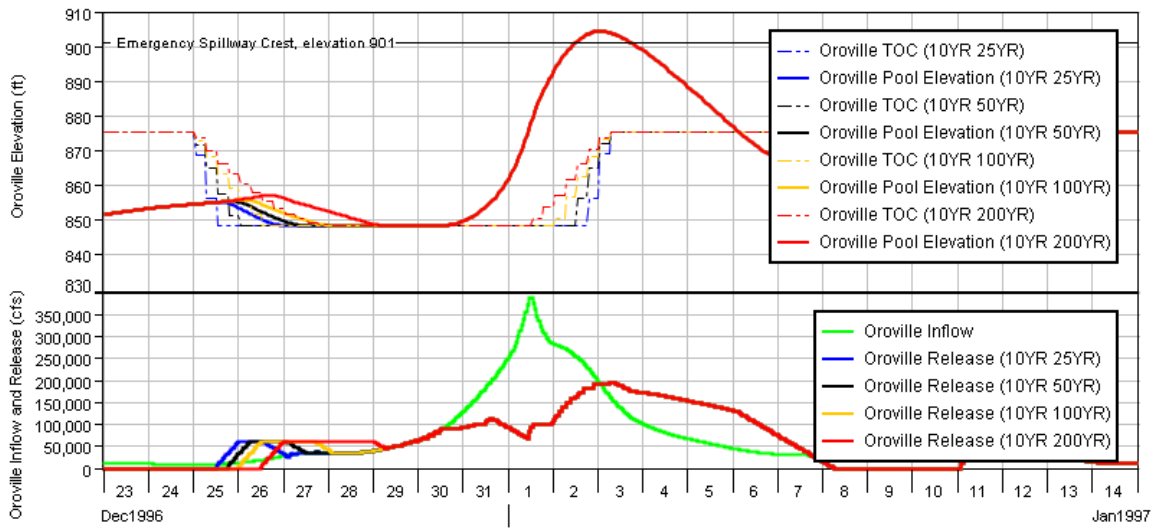 910
900
890
880
870
860
850
840
830
Oroville Elevation (ft)
Emergency Spillway Crest, elevation 901
Oroville TOC (10YR 25YR)
Oroville Pool Elevation (10YR 25YR)
Oroville TOC (10YR 50YR)
Oroville Pool Elevation (10YR 50YR)
Oroville TOC (10YR 100YR)
Oroville Pool Elevation (10YR 100YR)
Oroville TOC (10YR 200YR)
Oroville Pool Elevation (10YR 200YR)
Oroville Inflow and Release (cfs)
350,000
300,000
250,000
200,000
150,000
100,000
50,000
0
Oroville Inflow
Oroville Release (10YR 25YR)
Oroville Release (10YR 50YR)
Oroville Release (10YR 100YR)
Oroville Release (10YR 200YR)
23 24 25 26 27 28 29 30 31 1 2 3 4 5 6 7 8 9 10 11 12 13 14
Dec1996 Jan1997